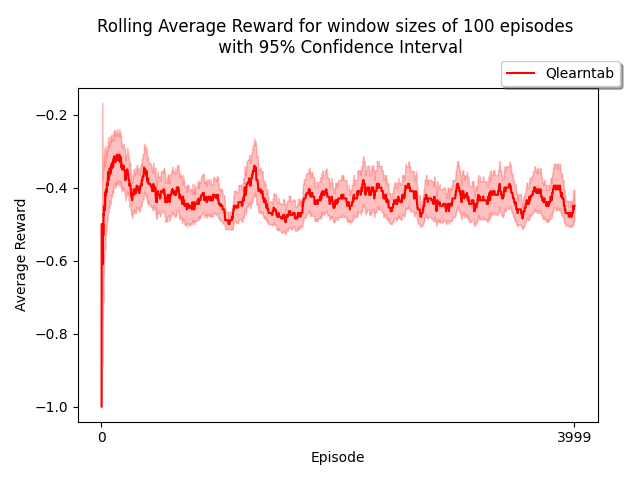 Rolling Average Reward for window sizes of 100 episodes
with 95% Confidence Interval
Qlearntab
−0.2
−0.4
−0.6
−0.8
−1.0
Average Reward
0
3999
Episode